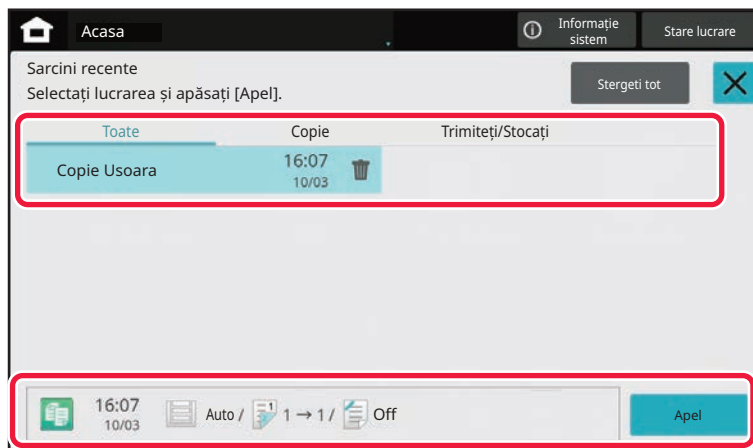 Acasa
Informație
sistem
Stare lucrare
Sarcini recente
Selectați lucrarea și apăsați [Apel].
Stergeti tot
Toate
Copie
Trimiteți/Stocați
Copie Usoara
16:07
10/03
16:07
10/03
Auto / 1 → 1 / Off
Apel